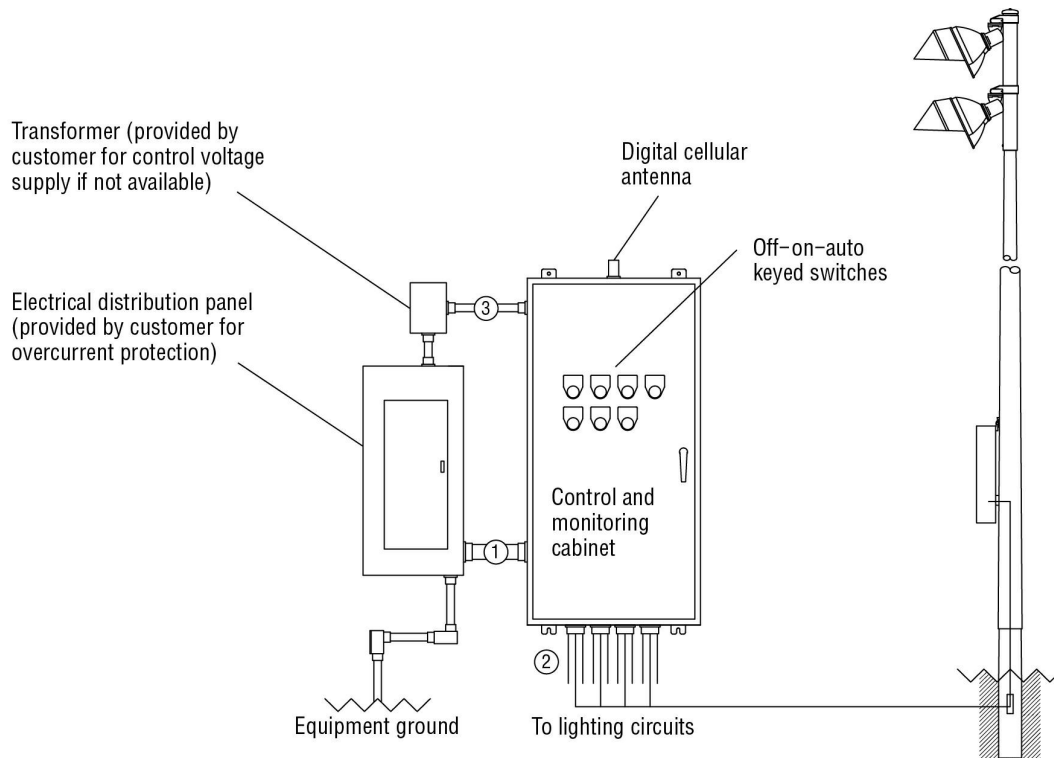 Transformer (provided by
customer for control voltage
supply if not available)
Digital cellular
antenna
Off-on-auto
keyed switches
Electrical distribution panel
(provided by customer for
overcurrent protection)
3
Control and
monitoring
cabinet
1
2
Equipment ground
To lighting circuits